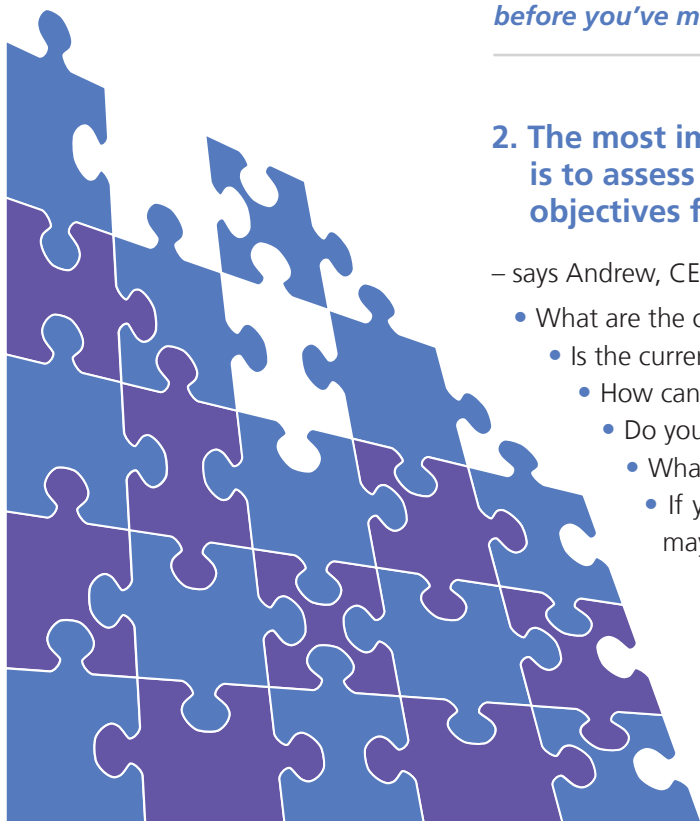 before you've m
2. The most im
is to assess
objectives f
– says Andrew, CE
• What are the c
• Is the curren
• How can
• Do you
• Wha
• If y
may